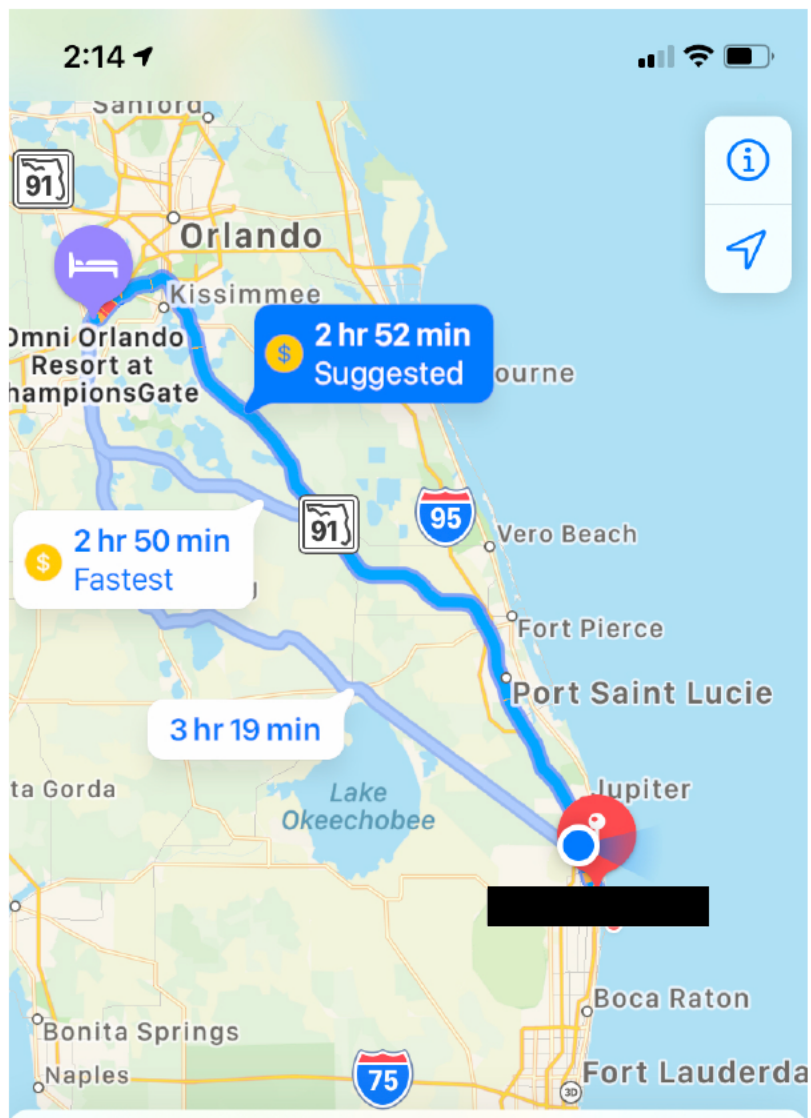 2:14
Sanford
91
Orlando
Kissimmee
Omni Orlando
Resort at
hampionsGate
$ 2 hr 52 min
Suggested
ourne
95
91
$ 2 hr 50 min
Fastest
Vero Beach
Fort Pierce
Port Saint Lucie
3 hr 19 min
ta Gorda
Lake
Okeechobee
Jupiter
Boca Raton
Bonita Springs
75
Naples
3D
Fort Lauderda